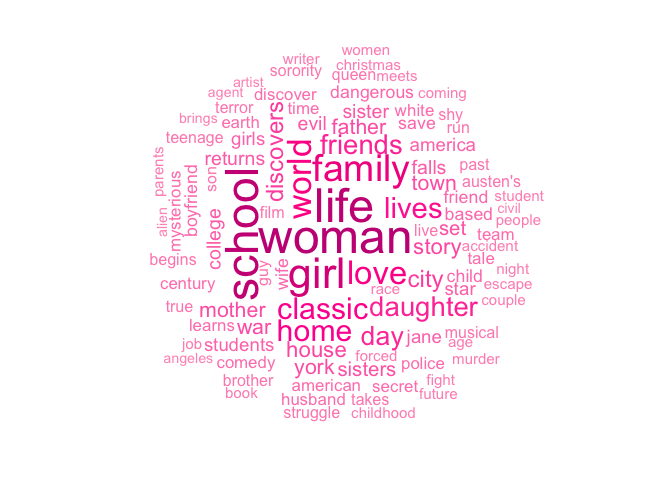 women
writer
christmas
sorority
queen
meets
artist
agent
discover
dangerous
coming
terror
time
sister
white
shy
brings
earth
evil
father
save
run
teenage
girls
discovers
world
friends
america
returns
family
falls
past
parents
son
school
life
town
austen's
mysterious
boyfriend
film
lives
friend
student
alien
college
woman
live
based
set
civil
people
team
begins
guy
wife
girl
love
story
accident
tale
city
child
night
century
race
star
escape
true
mother
classic
daughter
couple
learns
war
home
day
jane
musical
age
job
students
house
forced
police
murder
angeles
comedy
york
sisters
brother
american
secret
fight
book
husband
takes
future
struggle
childhood